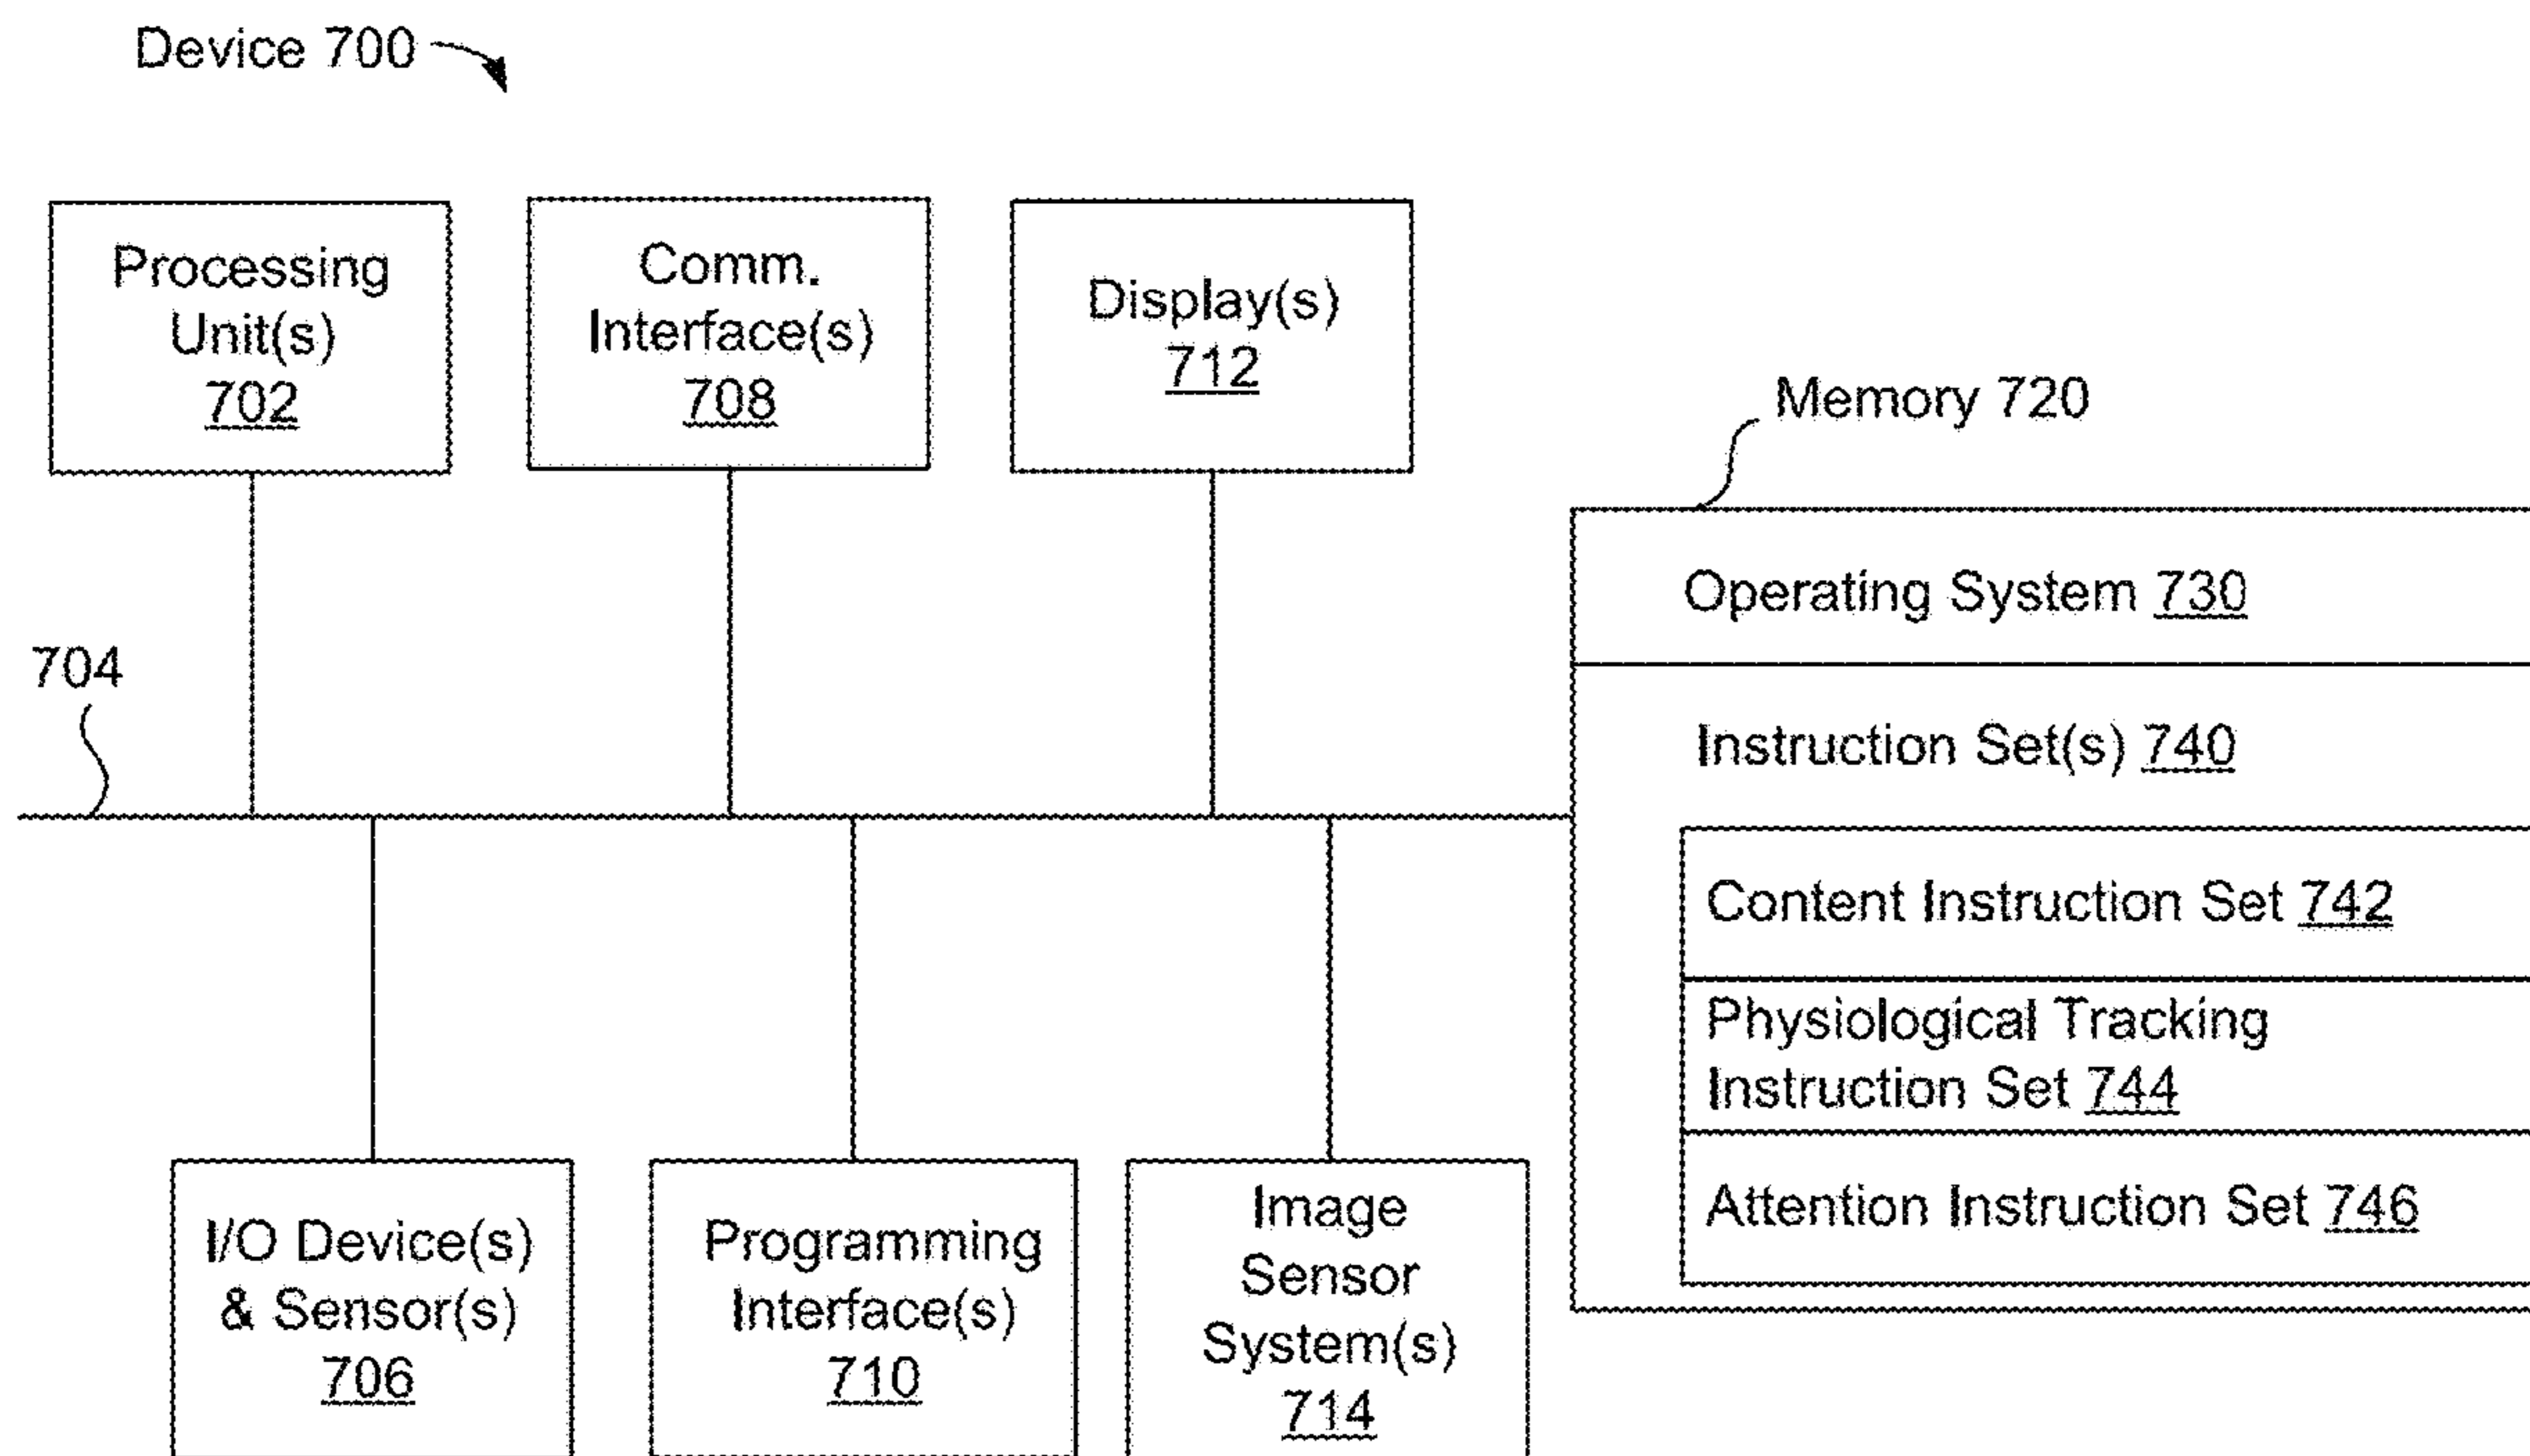 Device 700
Processing
Unit(s)
702
Comm.
Interface(s)
708
Display(s)
712
Memory 720
Operating System 730
Instruction Set(s) 740
Content Instruction Set 742
Physiological Tracking
Instruction Set 744
Attention Instruction Set 746
704
I/O Device(s)
& Sensor(s)
706
Programming
Interface(s)
710
Image
Sensor
System(s)
714